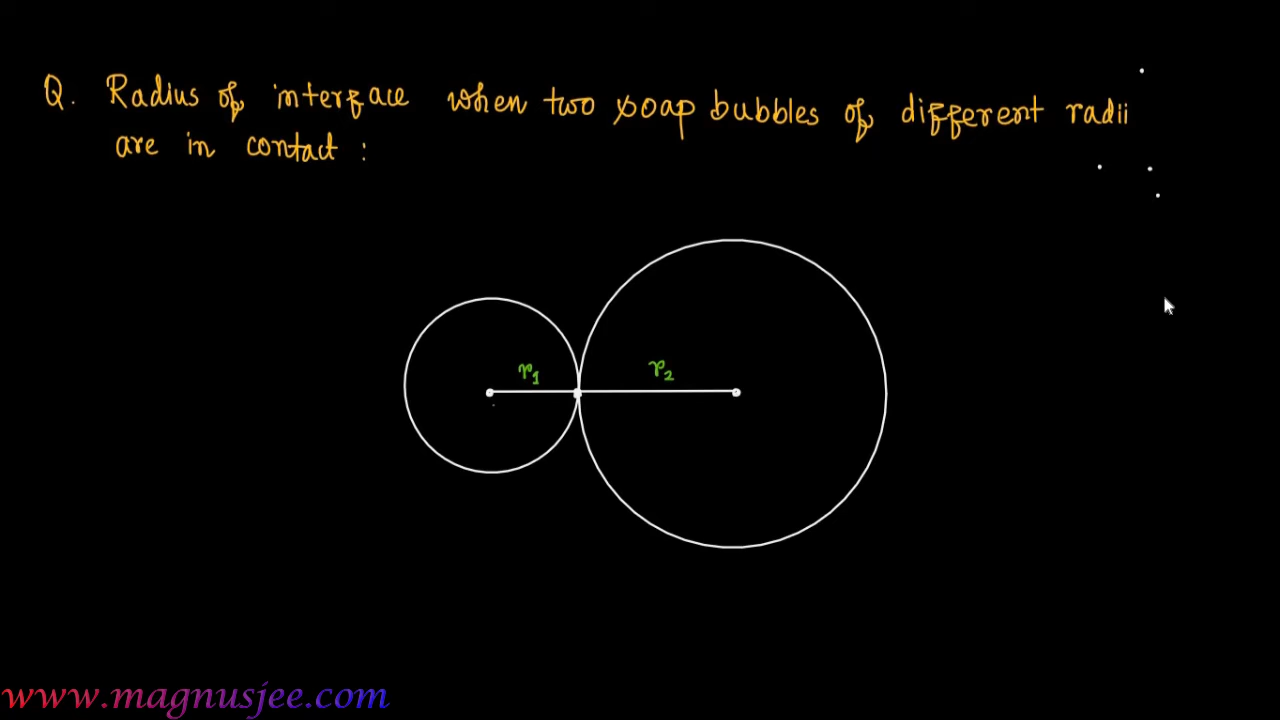 Q. Radius of interface when two soap bubbles of different radii
are in contact :
r₁ r₂
www.magnusjee.com